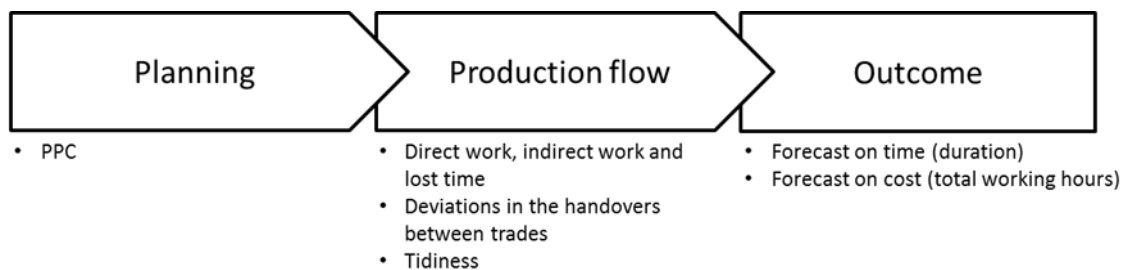 Planning
Production flow
Outcome
• PPC
• Direct work, indirect work and
lost time
• Deviations in the handovers
between trades
• Tidiness
• Forecast on time (duration)
• Forecast on cost (total working hours)